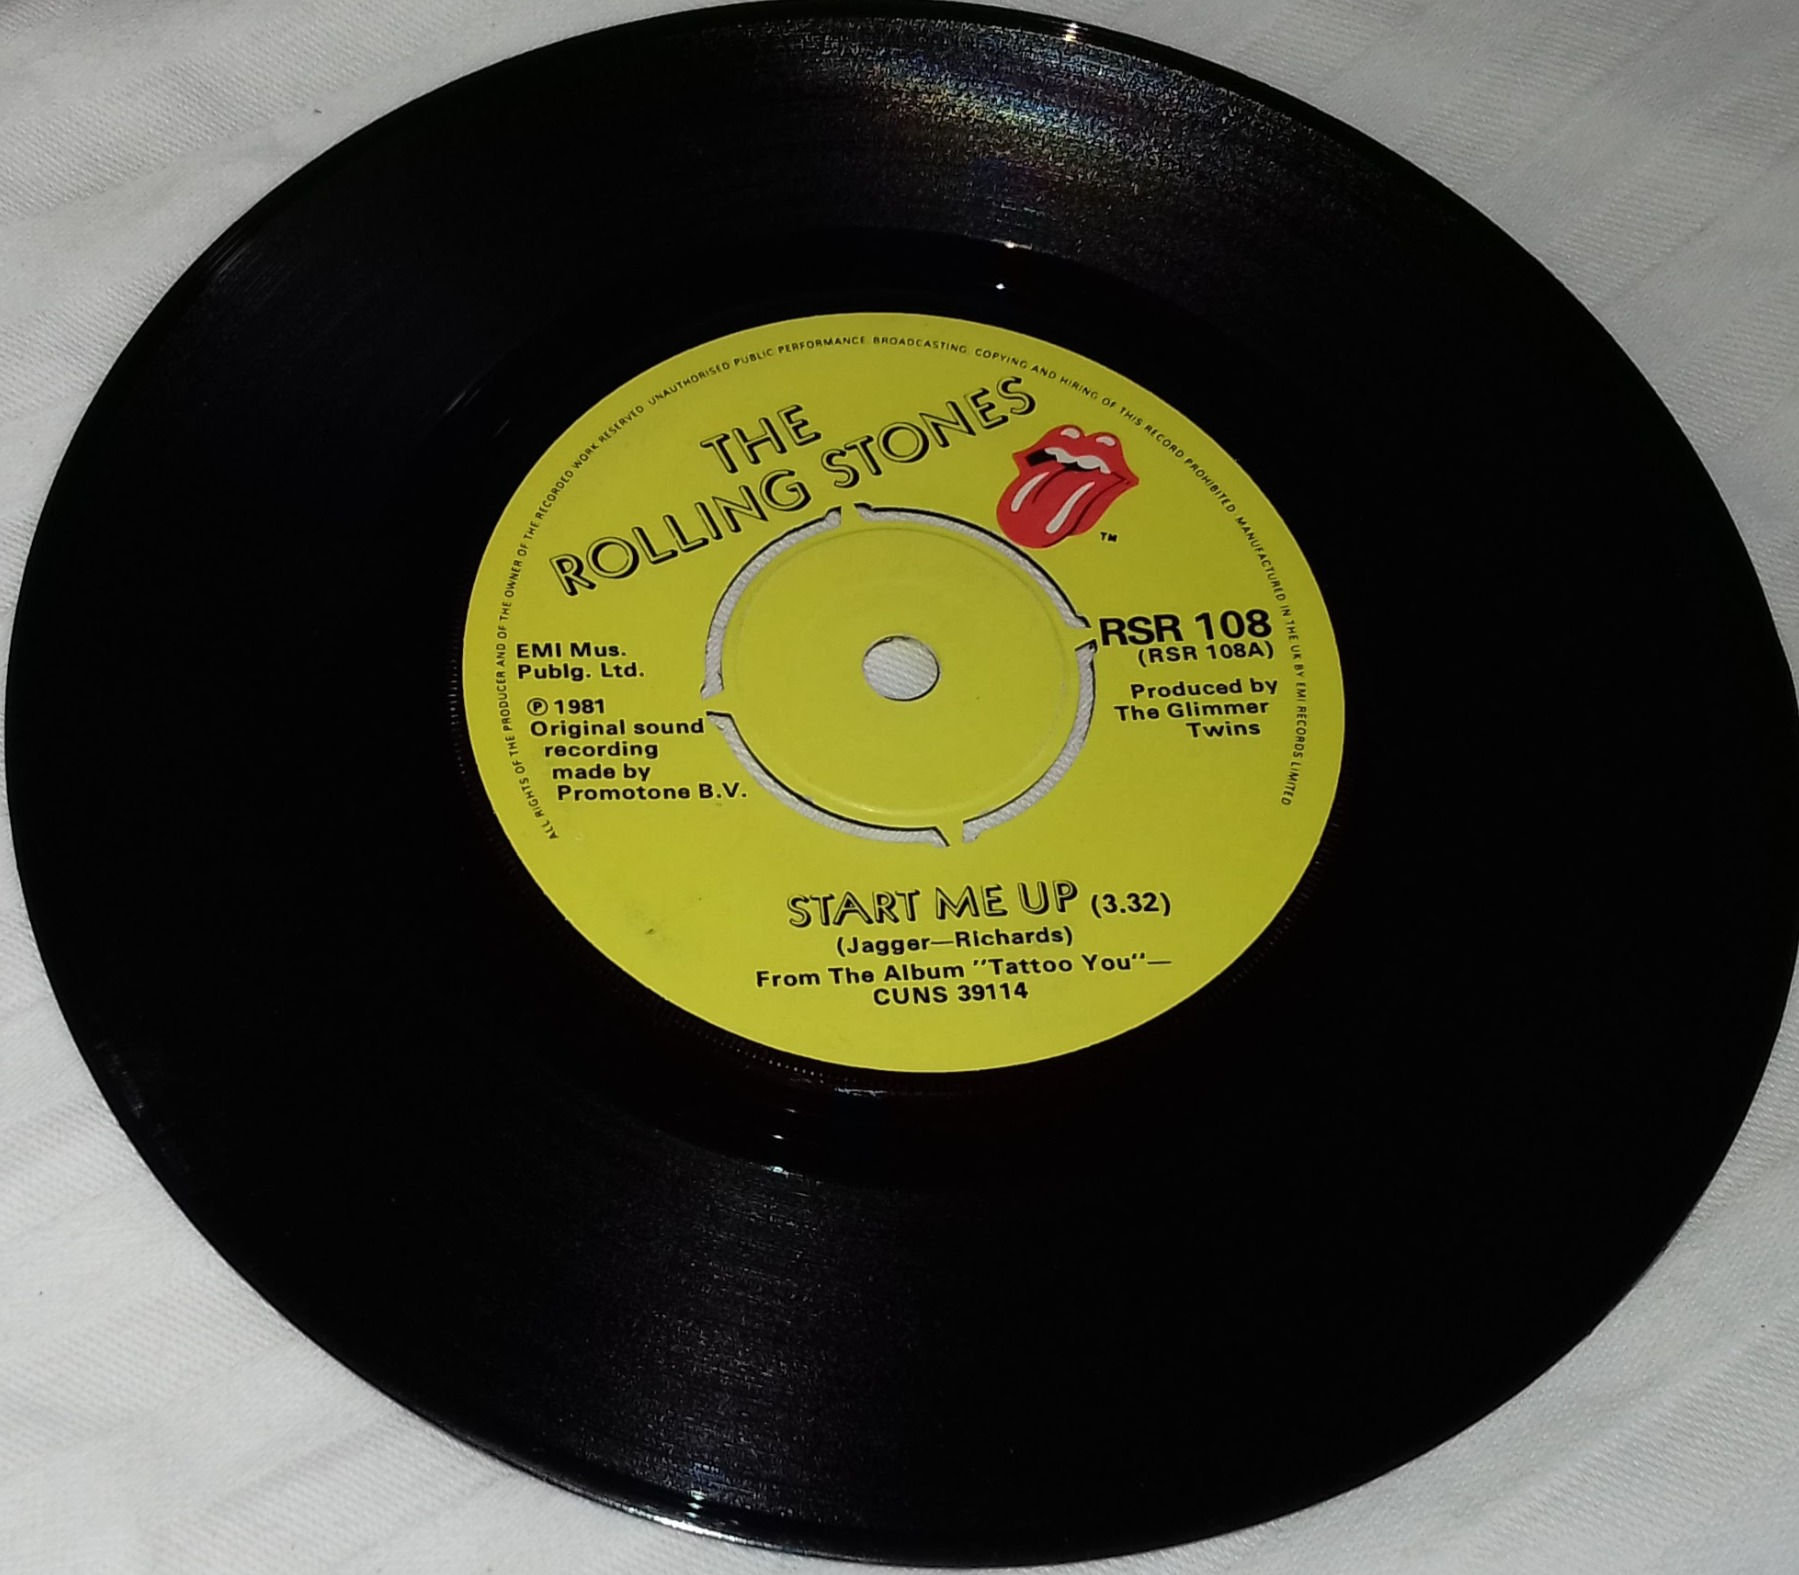 ALL RIGHTS OF THE PRODUCER AND OF THE OWNER OF THE RECORDED WORK RESERVED. UNAUTHORISED PUBLIC PERFORMANCE. BROADCASTING. COPYING AND HIRING OF THIS RECORD PROHIBITED. MANUFACTURED IN THE UK BY EMI RECORDS LIMITED
THE
ROLLING STONES
TM
EMI Mus.
Publg. Ltd.
℗ 1981
Original sound
recording
made by
Promotone B.V.
RSR 108
(RSR 108A)
Produced by
The Glimmer
Twins
START ME UP (3.32)
(Jagger—Richards)
From The Album "Tattoo You"—
CUNS 39114